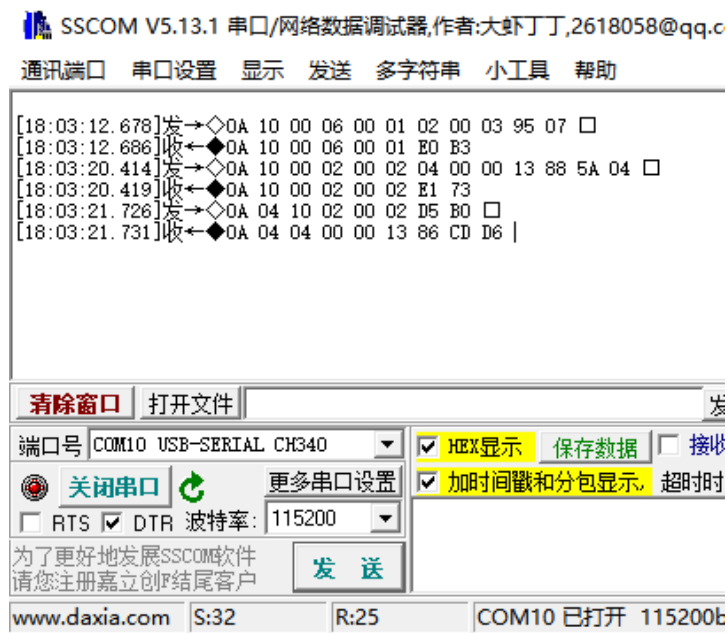 SSCOM V5.13.1 串口/网络数据调试器,作者:大虾丁丁,2618058@qq.c
通讯端口 串口设置 显示 发送 多字符串 小工具 帮助
[18:03:12.678]发→◇0A 10 00 06 00 01 02 00 03 95 07 □
[18:03:12.686]收←◆0A 10 00 06 00 01 E0 B3
[18:03:20.414]发→◇0A 10 00 02 00 02 04 00 00 13 88 5A 04 □
[18:03:20.419]收←◆0A 10 00 02 00 02 E1 73
[18:03:21.726]发→◇0A 04 10 02 00 02 D5 B0 □
[18:03:21.731]收←◆0A 04 04 00 00 13 86 CD D6
清除窗口 打开文件
端口号 COM10 USB-SERIAL CH340 HEX显示 保存数据 接收
关闭串口 更多串口设置 加时间戳和分包显示, 超时时
RTS DTR 波特率: 115200
为了更好地发展SSCOM软件
请您注册嘉立创F结尾客户
发 送
www.daxia.com S:32 R:25 COM10 已打开 115200b